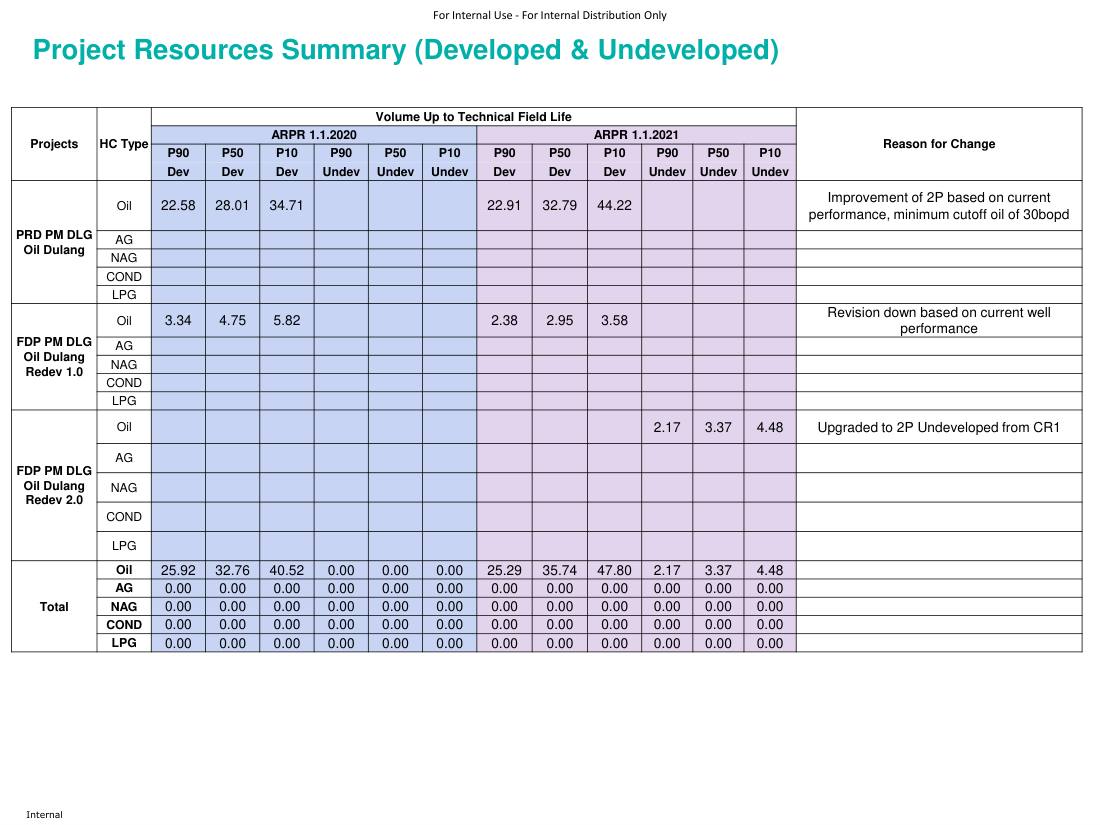 For Internal Use - For Internal Distribution Only
Project Resources Summary (Developed & Undeveloped)
Projects HC Type Volume Up to Technical Field Life Reason for Change
ARPR 1.1.2020 ARPR 1.1.2021
P90 P50 P10 P90 P50 P10 P90 P50 P10 P90 P50 P10
Dev Dev Dev Undev Undev Undev Dev Dev Dev Undev Undev Undev
PRD PM DLG
Oil Dulang
Oil 22.58 28.01 34.71 22.91 32.79 44.22 Improvement of 2P based on current
performance, minimum cutoff oil of 30bopd
AG
NAG
COND
LPG
FDP PM DLG
Oil Dulang
Redev 1.0
Oil 3.34 4.75 5.82 2.38 2.95 3.58 Revision down based on current well
performance
AG
NAG
COND
LPG
FDP PM DLG
Oil Dulang
Redev 2.0
Oil 2.17 3.37 4.48 Upgraded to 2P Undeveloped from CR1
AG
NAG
COND
LPG
Total
Oil 25.92 32.76 40.52 0.00 0.00 0.00 25.29 35.74 47.80 2.17 3.37 4.48
AG 0.00 0.00 0.00 0.00 0.00 0.00 0.00 0.00 0.00 0.00 0.00 0.00
NAG 0.00 0.00 0.00 0.00 0.00 0.00 0.00 0.00 0.00 0.00 0.00 0.00
COND 0.00 0.00 0.00 0.00 0.00 0.00 0.00 0.00 0.00 0.00 0.00 0.00
LPG 0.00 0.00 0.00 0.00 0.00 0.00 0.00 0.00 0.00 0.00 0.00 0.00
Internal